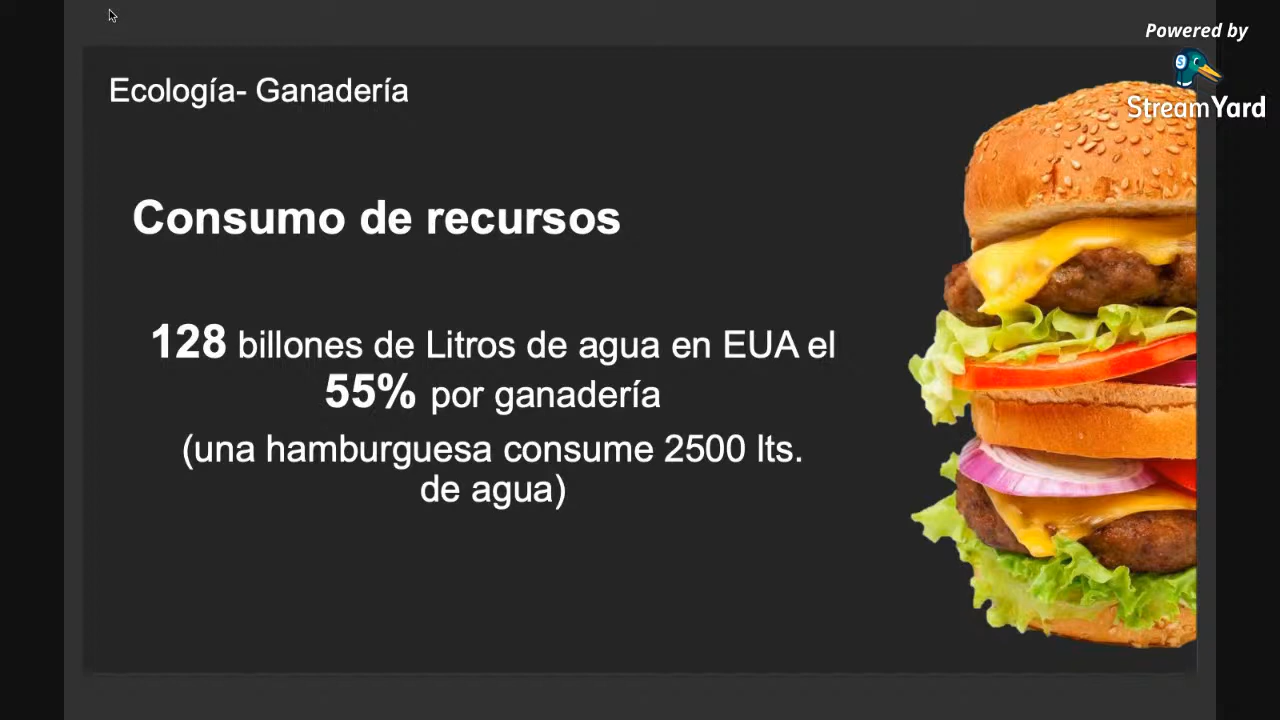 Powered by
StreamYard
Ecología- Ganadería
Consumo de recursos
128 billones de Litros de agua en EUA el
55% por ganadería
(una hamburguesa consume 2500 lts.
de agua)